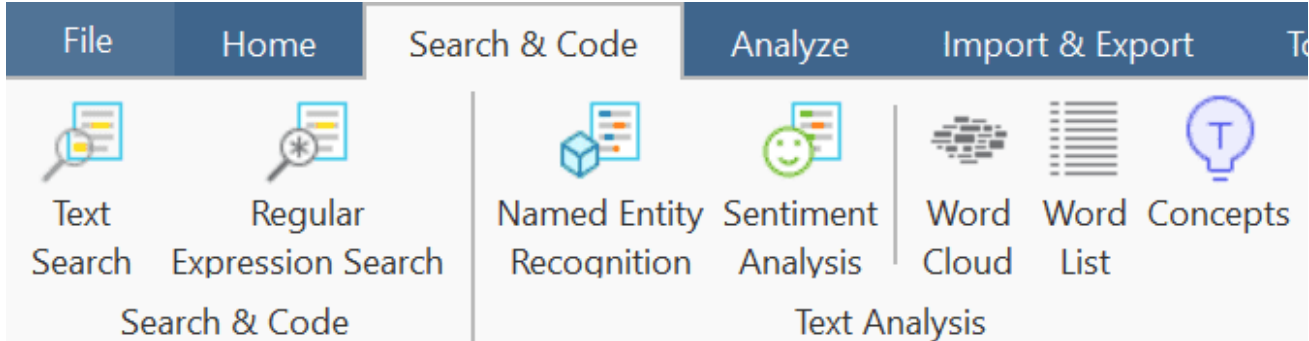 File Home Search & Code Analyze Import & Export To
Text Regular Named Entity Sentiment Word Word Concepts
Search Expression Search Recognition Analysis Cloud List
Search & Code Text Analysis
T